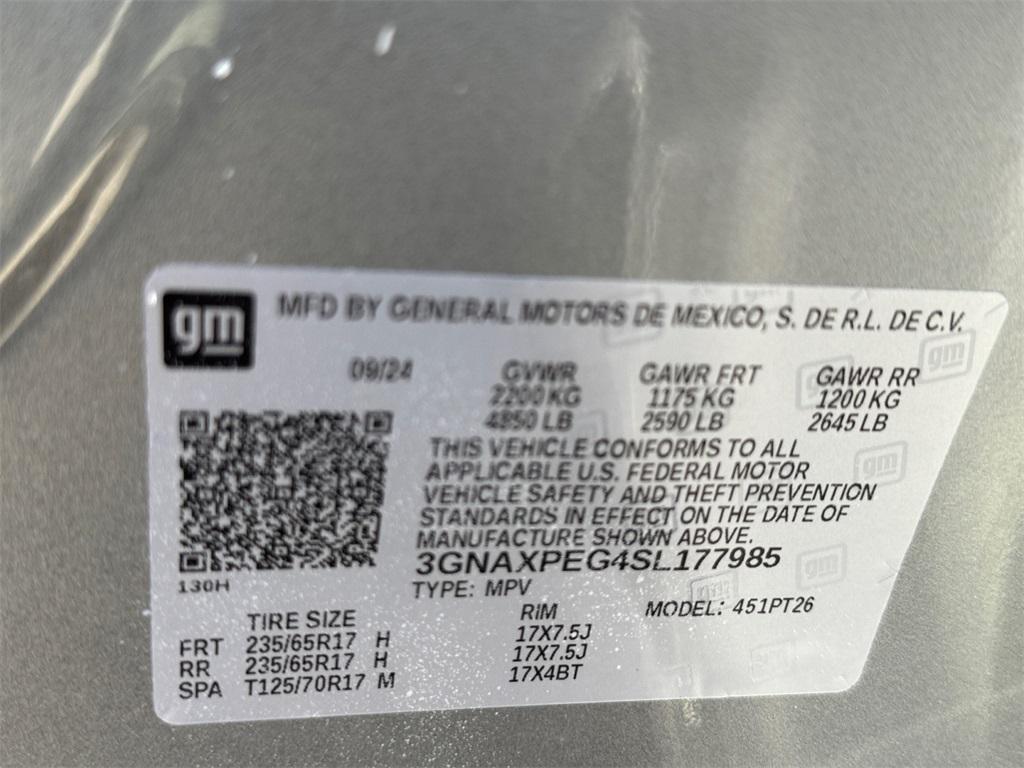 gm MFD BY GENERAL MOTORS DE MEXICO, S. DE R.L. DE C.V.
09/24 GVWR GAWR FRT GAWR RR
2200 KG 1175 KG 1200 KG
4850 LB 2590 LB 2645 LB
THIS VEHICLE CONFORMS TO ALL
APPLICABLE U.S. FEDERAL MOTOR
VEHICLE SAFETY AND THEFT PREVENTION
STANDARDS IN EFFECT ON THE DATE OF
MANUFACTURE SHOWN ABOVE.
3GNAXPEG4SL177985
130H TYPE: MPV MODEL: 451PT26
TIRE SIZE RIM
FRT 235/65R17 H 17X7.5J
RR 235/65R17 H 17X7.5J
SPA T125/70R17 M 17X4BT